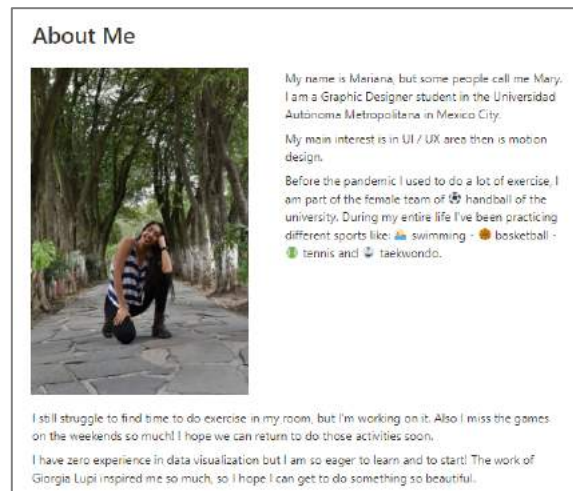 About Me
My name is Mariana, but some people call me Mary.
I am a Graphic Designer student in the Universidad
Autónoma Metropolitana in Mexico City.
My main interest is in UI / UX area then is motion
design.
Before the pandemic I used to do a lot of exercise, I
am part of the female team of ⚽ handball of the
university. During my entire life I've been practicing
different sports like: 🏊 swimming - 🏀 basketball -
🎾 tennis and 🥋 taekwondo.
I still struggle to find time to do exercise in my room, but I'm working on it. Also I miss the games
on the weekends so much! I hope we can return to do those activities soon.
I have zero experience in data visualization but I am so eager to learn and to start! The work of
Giorgia Lupi inspired me so much, so I hope I can get to do something so beautiful.